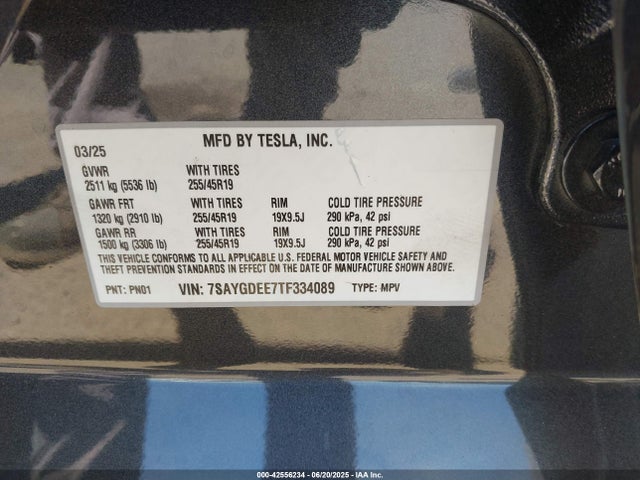 MFD BY TESLA, INC.
03/25
GVWR WITH TIRES
2511 kg (5536 lb) 255/45R19
GAWR FRT WITH TIRES RIM COLD TIRE PRESSURE
1320 kg (2910 lb) 255/45R19 19X9.5J 290 kPa, 42 psi
GAWR RR WITH TIRES RIM COLD TIRE PRESSURE
1500 kg (3306 lb) 255/45R19 19X9.5J 290 kPa, 42 psi
THIS VEHICLE CONFORMS TO ALL APPLICABLE U.S. FEDERAL MOTOR VEHICLE SAFETY AND
THEFT PREVENTION STANDARDS IN EFFECT ON THE DATE OF MANUFACTURE SHOWN ABOVE.
PNT: PN01 VIN: 7SAYGDEE7TF334089 TYPE: MPV
000-42556234 - 06/20/2025 - IAA Inc.